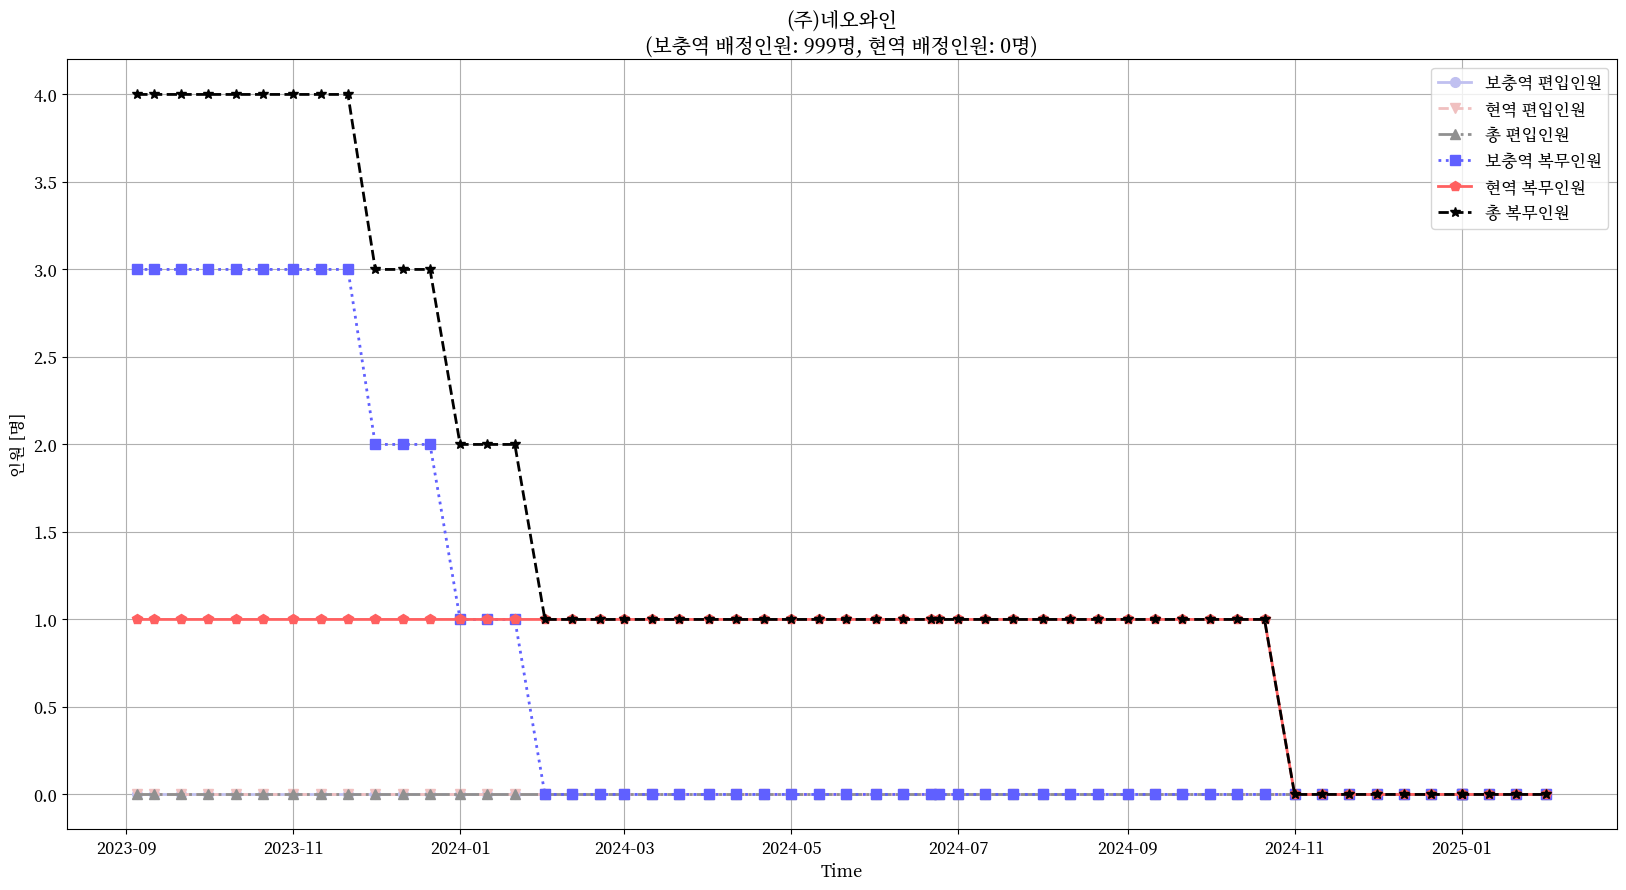 (주)네오와인
(보충역 배정인원: 999명, 현역 배정인원: 0명)
보충역 편입인원
현역 편입인원
총 편입인원
보충역 복무인원
현역 복무인원
총 복무인원
인원 [명]
4.0
3.5
3.0
2.5
2.0
1.5
1.0
0.5
0.0
2023-09
2023-11
2024-01
2024-03
2024-05
2024-07
2024-09
2024-11
2025-01
Time